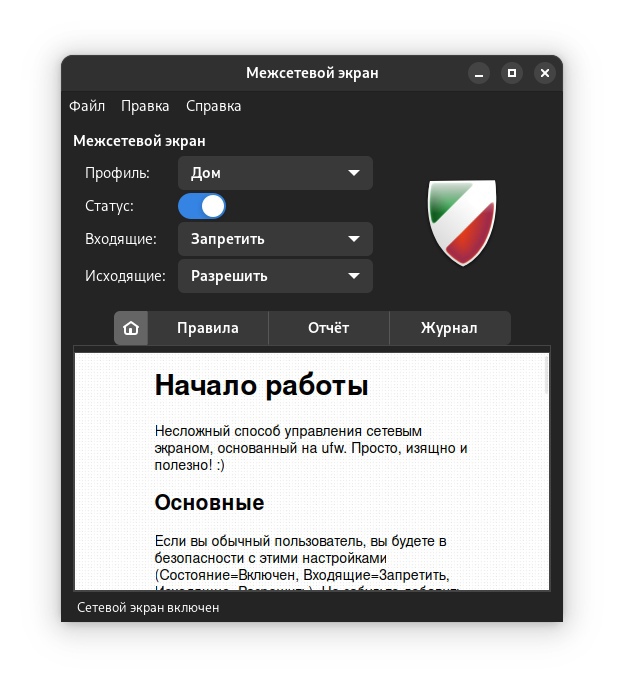 Межсетевой экран
Файл Правка Справка
Межсетевой экран
Профиль: Дом
Статус:
Входящие: Запретить
Исходящие: Разрешить
Правила Отчёт Журнал
Начало работы
Несложный способ управления сетевым
экраном, основанный на ufw. Просто, изящно и
полезно! :)
Основные
Если вы обычный пользователь, вы будете в
безопасности с этими настройками
(Состояние=Включен, Входящие=Запретить,
Сетевой экран включен